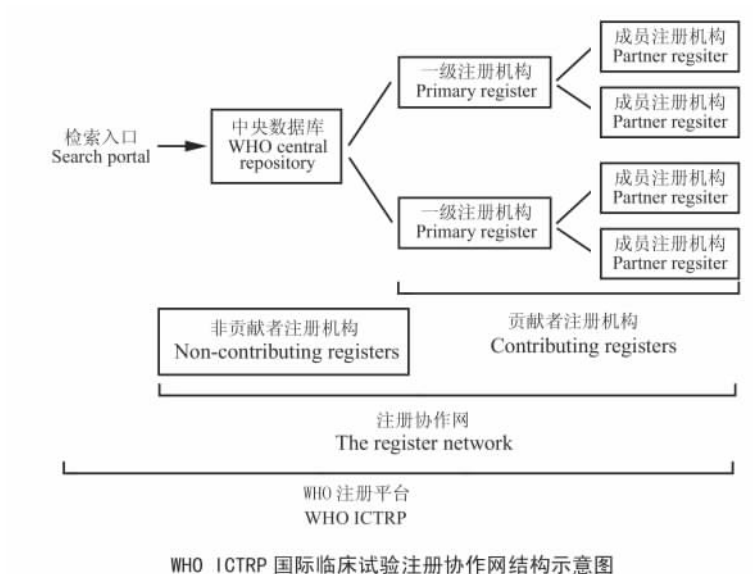 成员注册机构
Partner regsiter
一级注册机构
Primary register
成员注册机构
Partner regsiter
检索入口
Search portal
中央数据库
WHO central
repository
成员注册机构
Partner regsiter
一级注册机构
Primary register
成员注册机构
Partner regsiter
非贡献者注册机构
Non-contributing registers
贡献者注册机构
Contributing registers
注册协作网
The register network
WHO 注册平台
WHO ICTRP
WHO ICTRP 国际临床试验注册协作网结构示意图